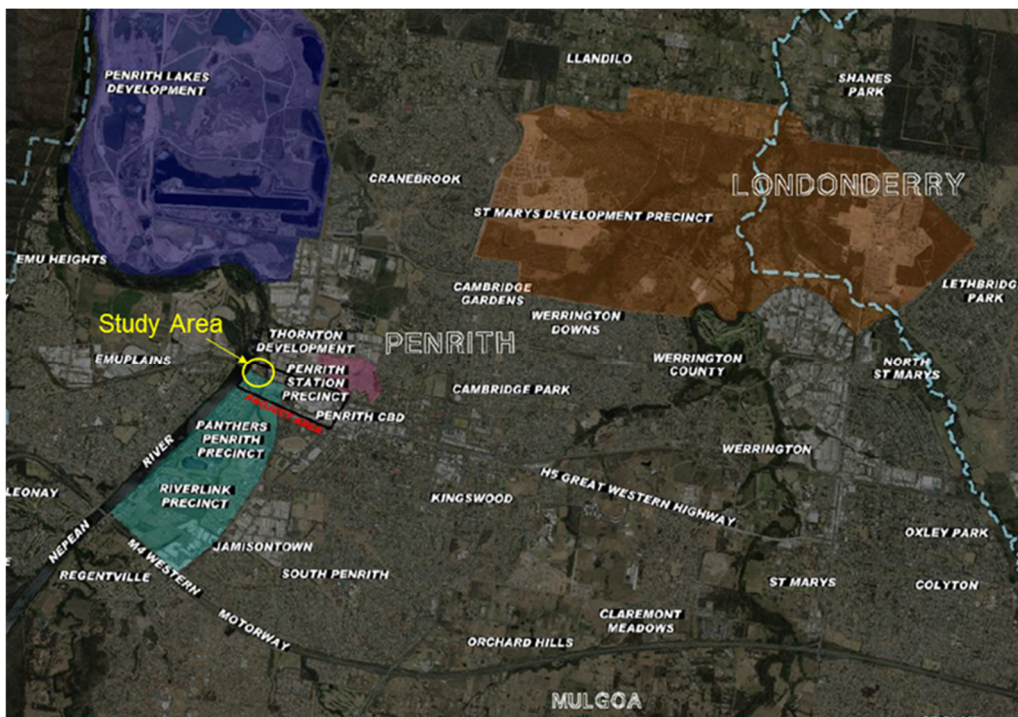 LLANDILO
PENRITH LAKES
DEVELOPMENT
SHANES
PARK
CRANEBROOK
LONDONDERRY
ST MARYS DEVELOPMENT PRECINCT
EMU HEIGHTS
LETHBRIDGE
PARK
CAMBRIDGE
GARDENS
WERRINGTON
DOWNS
Study Area
THORNTON
DEVELOPMENT
PENRITH
EMUPLAINS
PENRITH
STATION
PRECINCT
WERRINGTON
COUNTY
NORTH
ST MARYS
CAMBRIDGE PARK
PROJECT AREA
PENRITH CBD
PANTHERS
PENRITH
PRECINCT
RIVER
WERRINGTON
H5 GREAT WESTERN HIGHWAY
RIVERLINK
PRECINCT
LEONAY
KINGSWOOD
NEPEAN
OXLEY PARK
M4 WESTERN
JAMISONTOWN
REGENTVILLE
SOUTH PENRITH
ST MARYS
COLYTON
MOTORWAY
CLAREMONT
MEADOWS
ORCHARD HILLS
MULGOA